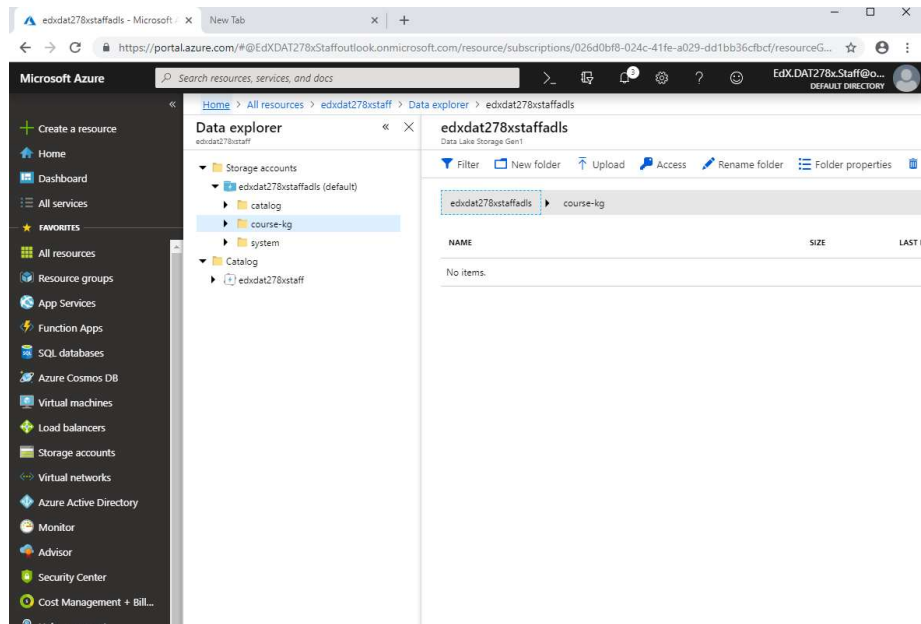 edxdat278xstaffadls - Microsoft
New Tab
https://portal.azure.com/#@EdXDAT278xStaffoutlook.onmicrosoft.com/resource/subscriptions/026d0bf8-024c-41fe-a029-dd1bb36cfbcf/resourceG...
Microsoft Azure
Search resources, services, and docs
3
EdX.DAT278x.Staff@o...
DEFAULT DIRECTORY
Home > All resources > edxdat278xstaff > Data explorer > edxdat278xstaffadls
Create a resource
Home
Dashboard
All services
FAVORITES
All resources
Resource groups
App Services
Function Apps
SQL databases
Azure Cosmos DB
Virtual machines
Load balancers
Storage accounts
Virtual networks
Azure Active Directory
Monitor
Advisor
Security Center
Cost Management + Bill...
Data explorer
edxdat278xstaff
Storage accounts
edxdat278xstaffadls (default)
catalog
course-kg
system
Catalog
edxdat278xstaff
edxdat278xstaffadls
Data Lake Storage Gen1
Filter New folder Upload Access Rename folder Folder properties
edxdat278xstaffadls course-kg
NAME SIZE LAST
No items.